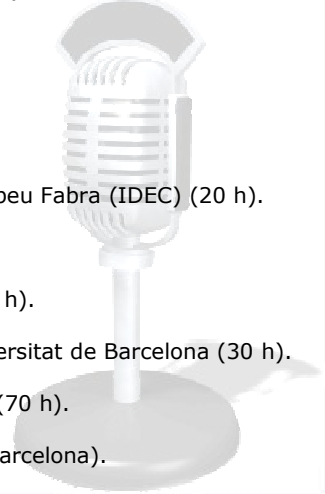 peu Fabra (IDEC) (20 h).
h).
ersitat de Barcelona (30 h).
(70 h).
arcelona).